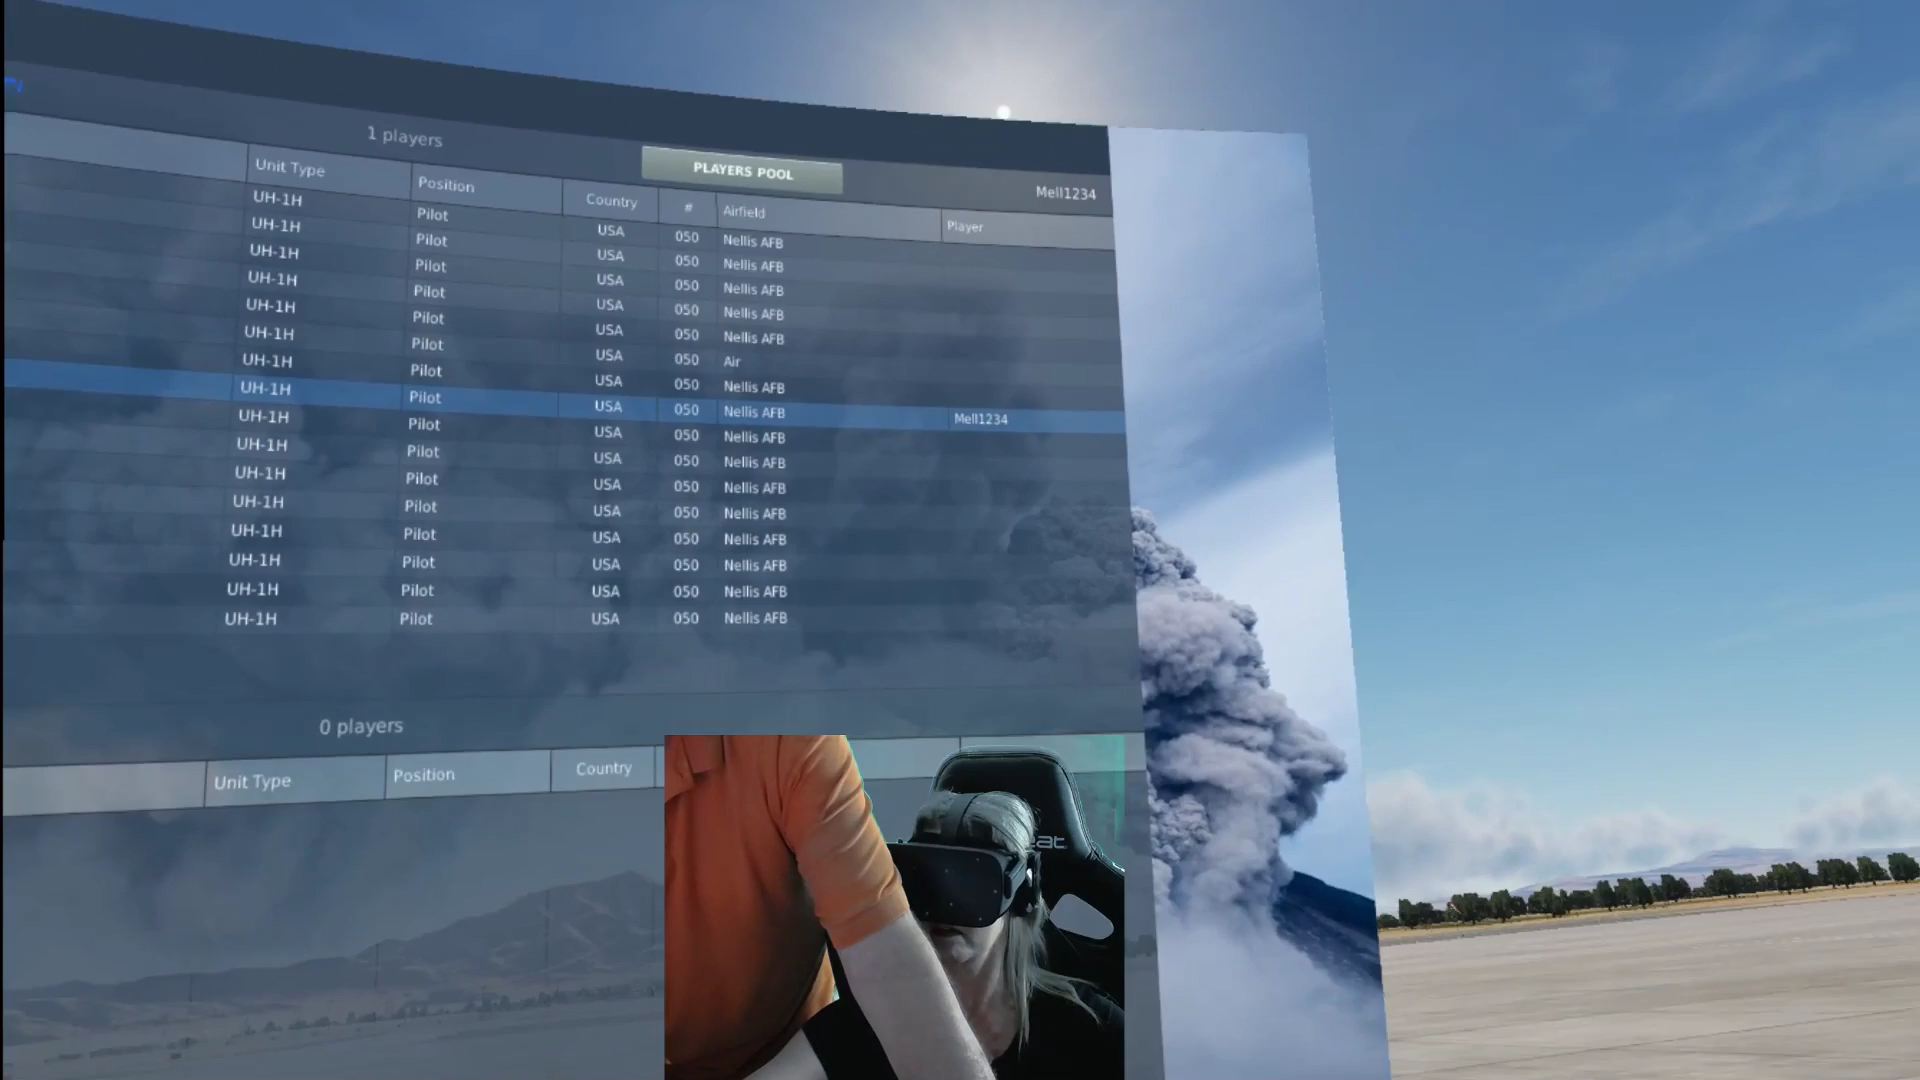 1 players
PLAYERS POOL
Mell1234
Unit Type Position Country # Airfield Player
UH-1H Pilot USA 050 Nellis AFB
UH-1H Pilot USA 050 Nellis AFB
UH-1H Pilot USA 050 Nellis AFB
UH-1H Pilot USA 050 Nellis AFB
UH-1H Pilot USA 050 Nellis AFB
UH-1H Pilot USA 050 Air
UH-1H Pilot USA 050 Nellis AFB
UH-1H Pilot USA 050 Nellis AFB Mell1234
UH-1H Pilot USA 050 Nellis AFB
UH-1H Pilot USA 050 Nellis AFB
UH-1H Pilot USA 050 Nellis AFB
UH-1H Pilot USA 050 Nellis AFB
UH-1H Pilot USA 050 Nellis AFB
UH-1H Pilot USA 050 Nellis AFB
UH-1H Pilot USA 050 Nellis AFB
UH-1H Pilot USA 050 Nellis AFB
0 players
Unit Type Position Country